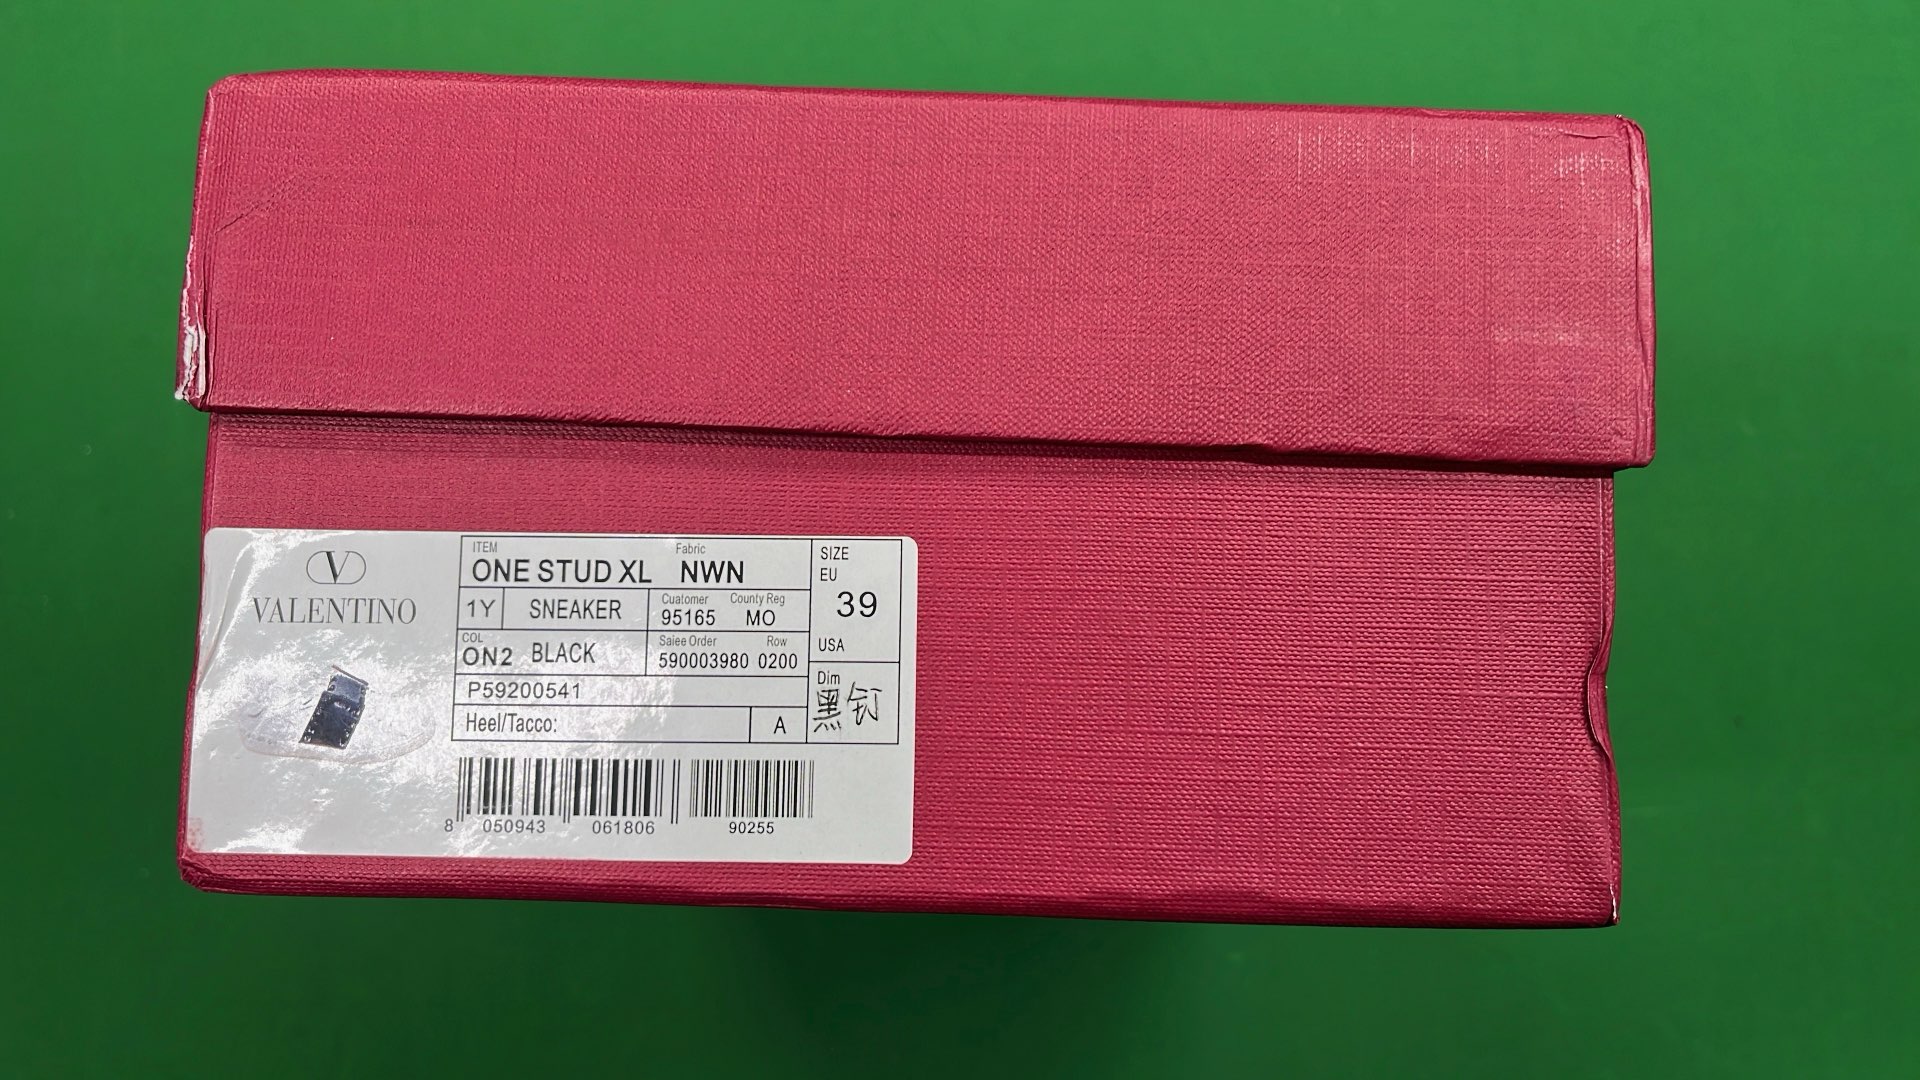 V
VALENTINO
ITEM Fabric
ONE STUD XL NWN
1Y SNEAKER
Cuatomer County Reg
95165 MO
COL
ON2 BLACK
Saiee Order Row
590003980 0200
P59200541
Heel/Tacco: A
SIZE
EU
39
USA
Dim
黑钉
8 050943 061806 90255